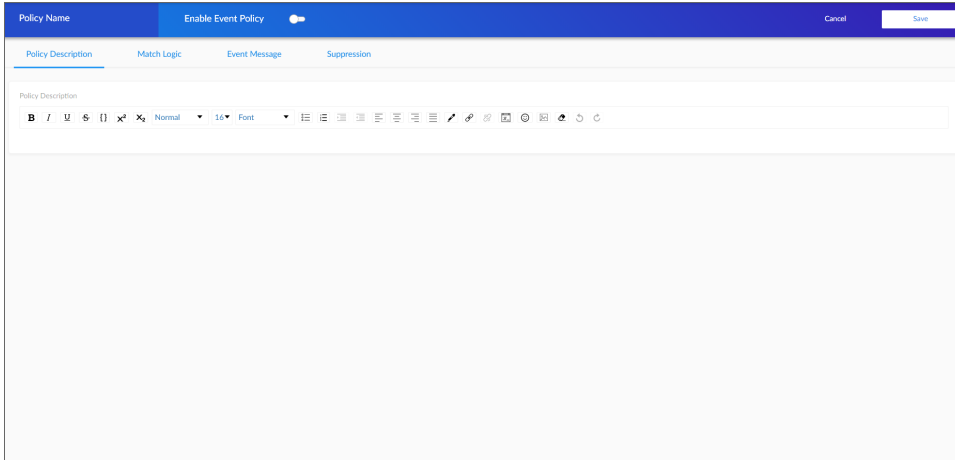 Policy Name Enable Event Policy Cancel Save
Policy Description Match Logic Event Message Suppression
Policy Description
B I U S {} x² x₂ Normal 16 Font